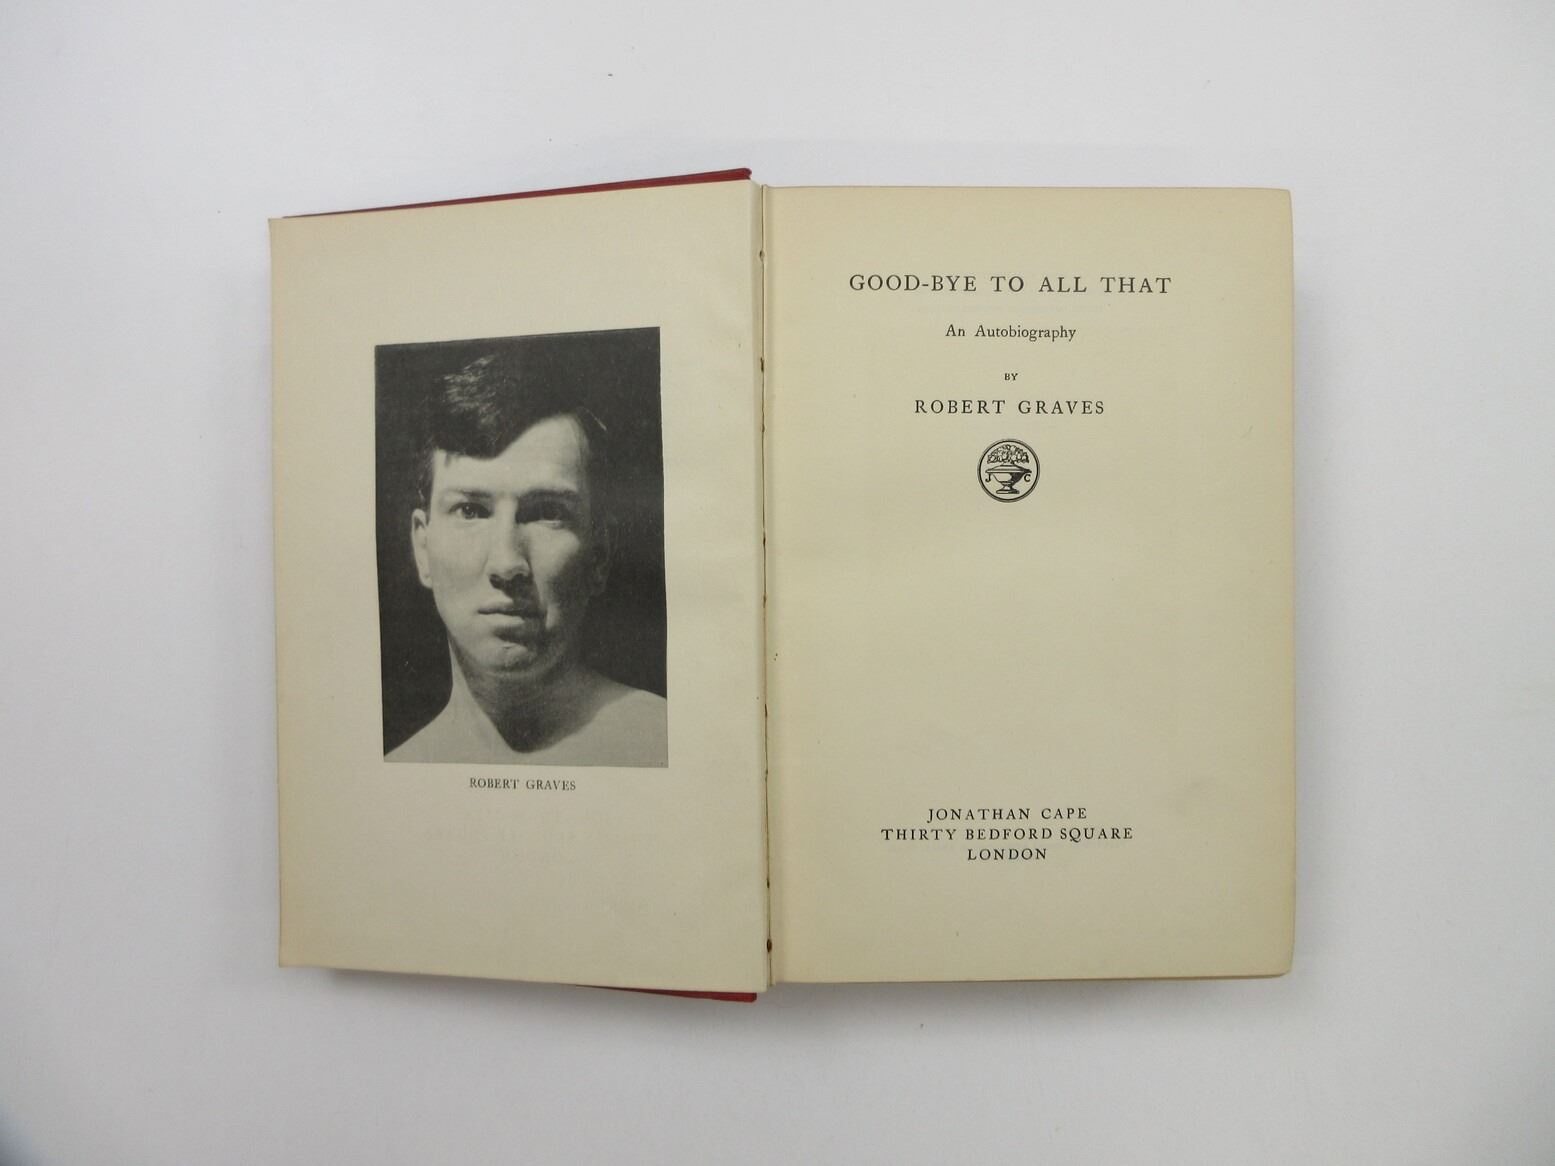 ROBERT GRAVES
GOOD-BYE TO ALL THAT
An Autobiography
BY
ROBERT GRAVES
J C
JONATHAN CAPE
THIRTY BEDFORD SQUARE
LONDON